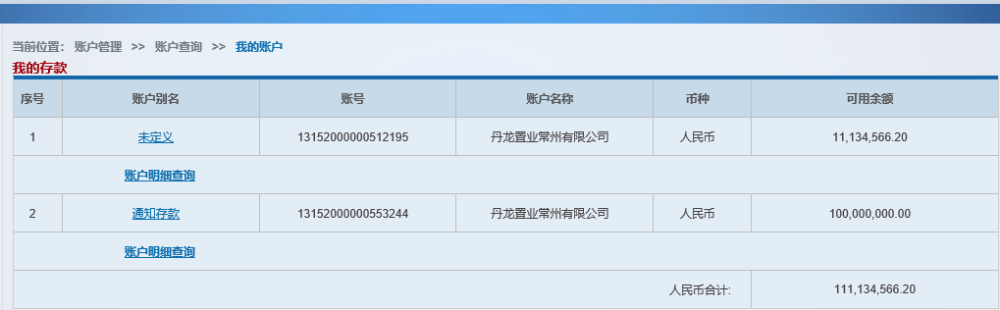 当前位置: 账户管理 >> 账户查询 >> 我的账户
我的存款
序号 账户别名 账号 账户名称 币种 可用余额
1 未定义 13152000000512195 丹龙置业常州有限公司 人民币 11,134,566.20
账户明细查询
2 通知存款 13152000000553244 丹龙置业常州有限公司 人民币 100,000,000.00
账户明细查询
人民币合计: 111,134,566.20